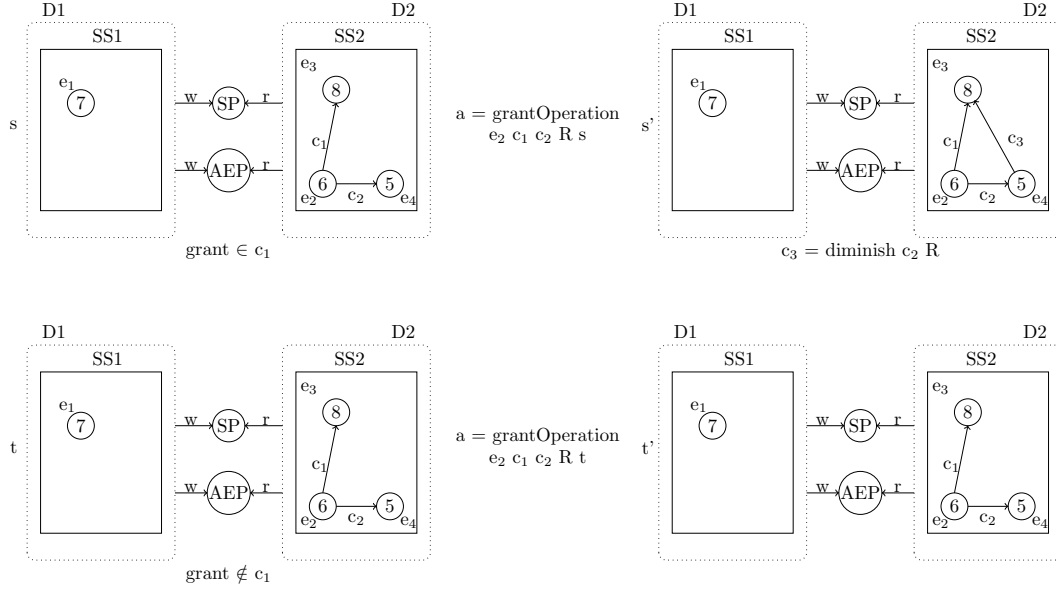 D1
D2
SS1
SS2
e3
e1
7
8
w
SP
r
s
c1
w
AEP
r
6
c2
5
e2
e4
grant ∈ c1
a = grantOperation
e2 c1 c2 R s
D1
D2
SS1
SS2
e3
e1
7
8
w
SP
r
s'
c1
c3
w
AEP
r
6
c2
5
e2
e4
c3 = diminish c2 R
D1
D2
SS1
SS2
e3
e1
7
8
w
SP
r
t
c1
w
AEP
r
6
c2
5
e2
e4
grant ∉ c1
a = grantOperation
e2 c1 c2 R t
D1
D2
SS1
SS2
e3
e1
7
8
w
SP
r
t'
c1
w
AEP
r
6
c2
5
e2
e4